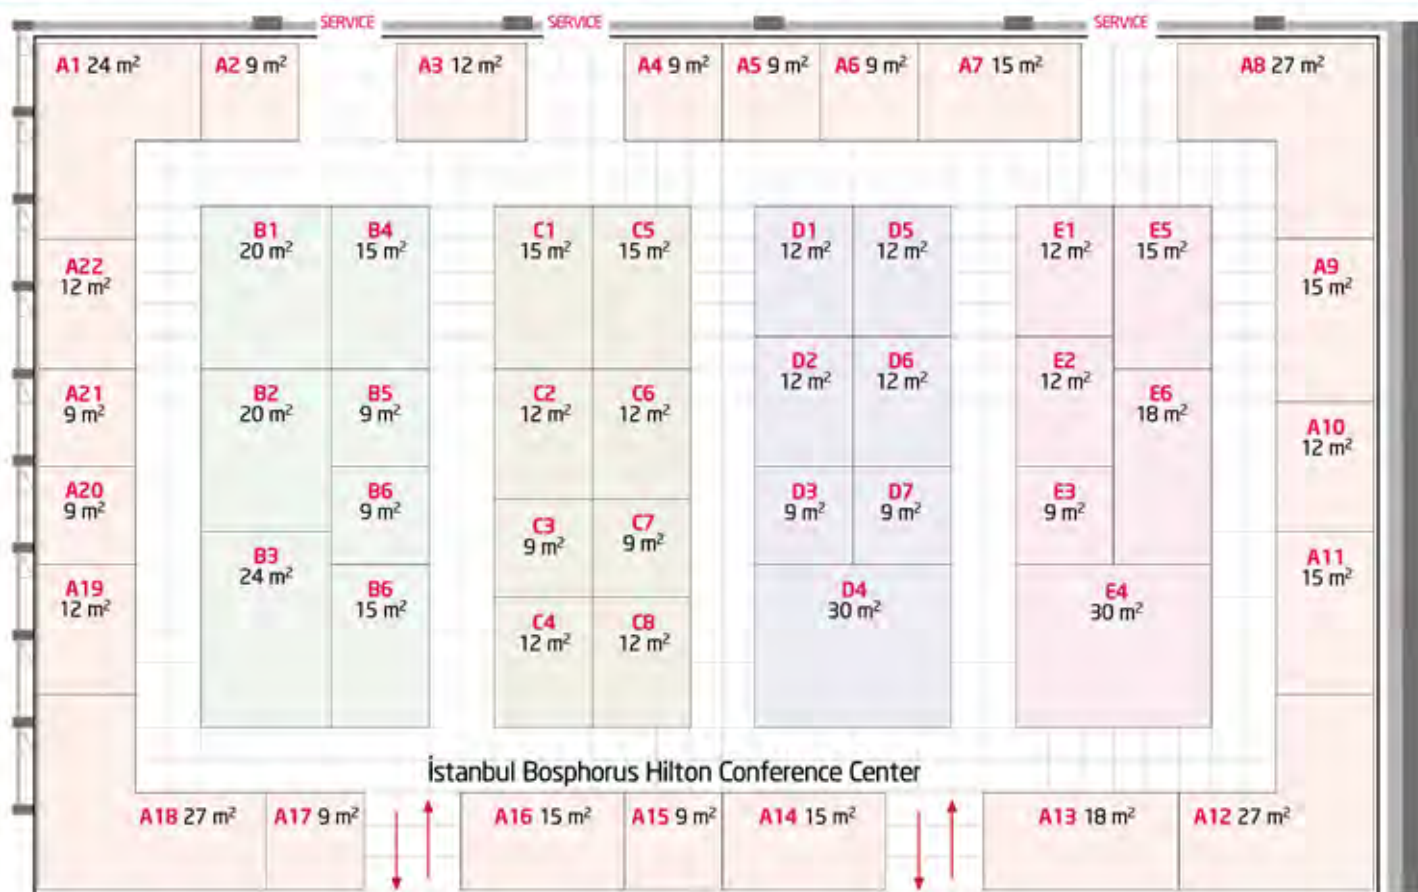 SERVICE SERVICE SERVICE
A1 24 m² A2 9 m² A3 12 m² A4 9 m² A5 9 m² A6 9 m² A7 15 m² A8 27 m²
B1
20 m²
B4
15 m²
C1
15 m²
C5
15 m²
D1
12 m²
D5
12 m²
E1
12 m²
E5
15 m²
A22
12 m²
A9
15 m²
D2
12 m²
D6
12 m²
E2
12 m²
A21
9 m²
B2
20 m²
B5
9 m²
C2
12 m²
C6
12 m²
E6
18 m²
A10
12 m²
A20
9 m²
B6
9 m²
D3
9 m²
D7
9 m²
E3
9 m²
C3
9 m²
C7
9 m²
B3
24 m²
A11
15 m²
A19
12 m²
B6
15 m²
D4
30 m²
E4
30 m²
C4
12 m²
C8
12 m²
İstanbul Bosphorus Hilton Conference Center
A18 27 m² A17 9 m² A16 15 m² A15 9 m² A14 15 m² A13 18 m² A12 27 m²